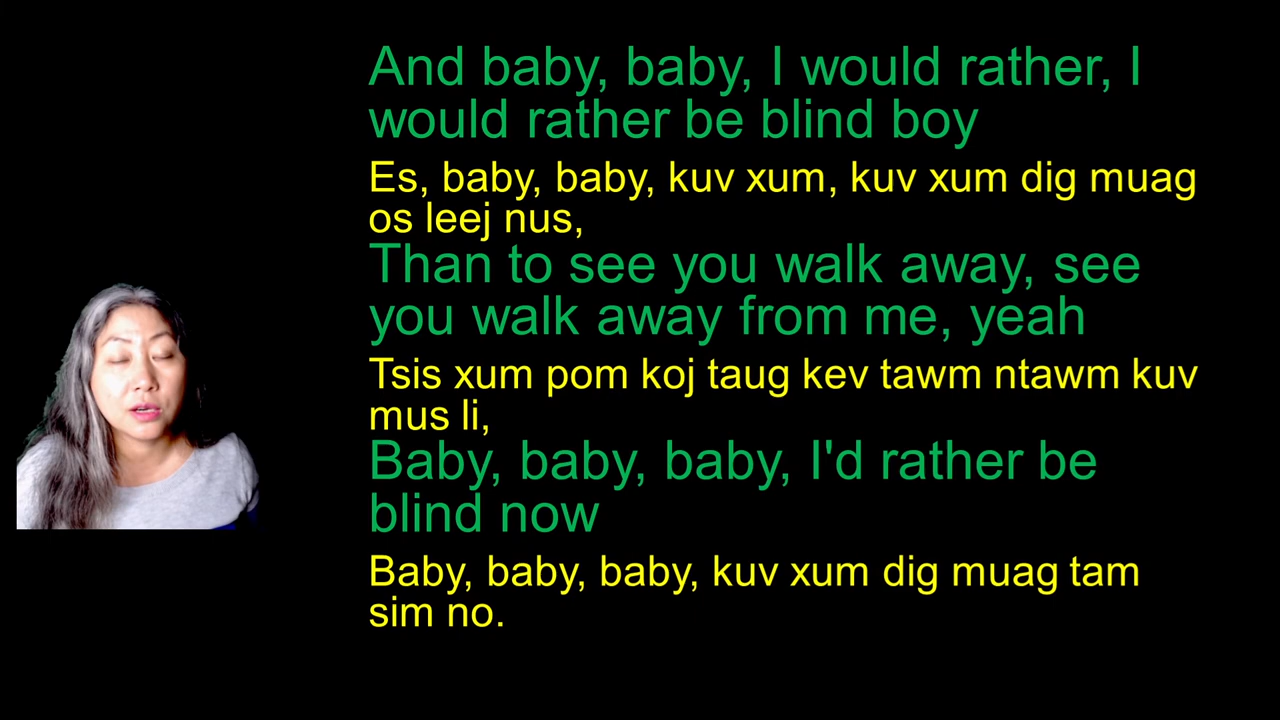 And baby, baby, I would rather, I
would rather be blind boy
Es, baby, baby, kuv xum, kuv xum dig muag
os leej nus,
Than to see you walk away, see
you walk away from me, yeah
Tsis xum pom koj taug kev tawm ntawm kuv
mus li,
Baby, baby, baby, I'd rather be
blind now
Baby, baby, baby, kuv xum dig muag tam
sim no.